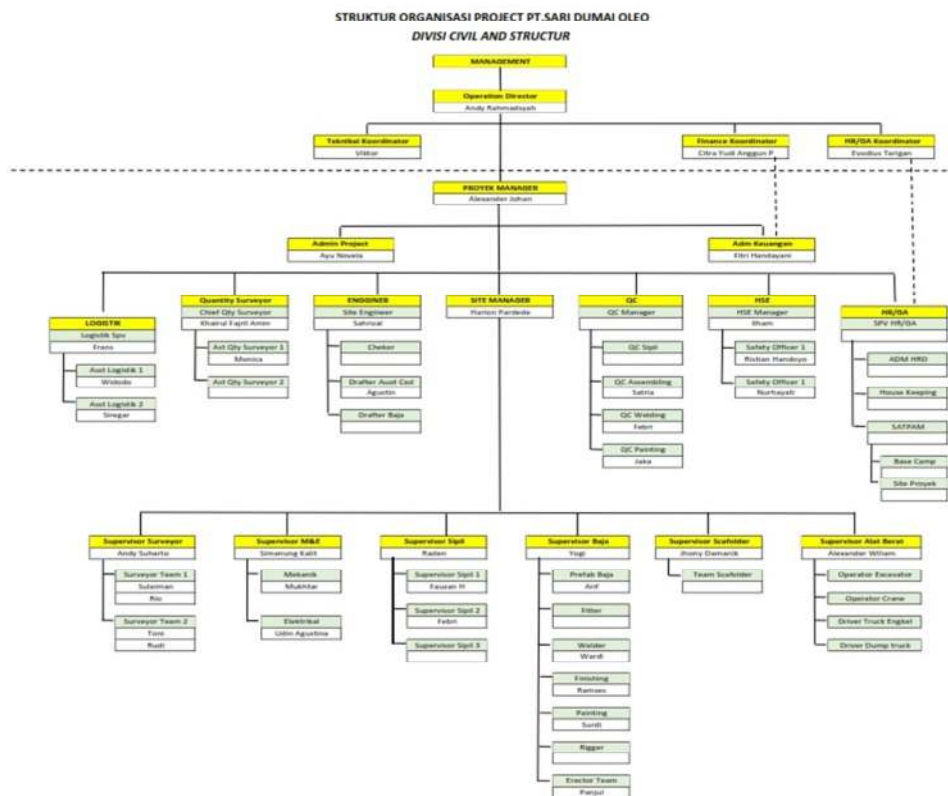 STRUKTUR ORGANISASI PROJECT PT.SARI DUMAI OLEO
DIVISI CIVIL AND STRUCTUR
MANAGEMENT
Operation Director
Andy Rahmadsyah
Teknikal Koordinator
Viktor
Finance Koordinator
Citra Yudi Anggun P
HR/GA Koordinator
Evodius Tarigan
PROYEK MANAGER
Alexander Johan
Admin Project
Ayu Novela
Adm Keuangan
Fitri Handayani
LOGISTIK
Logistik Spv
Frans
Asst Logistik 1
Widodo
Asst Logistik 2
Siregar
Quantity Surveyor
Chief Qty Surveyor
Khairul Fajril Amin
Ast Qty Surveyor 1
Monica
Ast Qty Surveyor 2
ENGGINER
Site Engineer
Sahrizal
Cheker
Drafter Auot Cad
Agustin
Drafter Baja
SITE MANAGER
Harlon Pardede
QC
QC Manager
QC Sipil
QC Assembling
Satria
QC Welding
Febri
QC Painting
Jaka
HSE
HSE Manager
Ilham
Safety Officer 1
Ristian Handoyo
Safety Officer 1
Nurhayati
HR/GA
SPV HR/GA
ADM HRD
House Keeping
SATPAM
Base Camp
Site Proyek
Supervisor Surveyor
Andy Suharto
Surveyor Team 1
Sulaiman
Rio
Surveyor Team 2
Toni
Rudi
Supervisor M&E
Simanung Kalit
Mekanik
Mukhtar
Elektrikal
Udin Agustina
Supervisor Sipil
Raden
Supervisor Sipil 1
Fauzan H
Supervisor Sipil 2
Febri
Supervisor Sipil 3
Supervisor Baja
Yogi
Prefab Baja
Arif
Fitter
Welder
Wardi
Finishing
Ramses
Painting
Surdi
Rigger
Erector Team
Panjul
Supervisor Scafolder
Jhony Damanik
Team Scafolder
Supervisor Alat Berat
Alexander Wiliam
Operator Excavator
Operator Crane
Driver Truck Engkel
Driver Dump truck